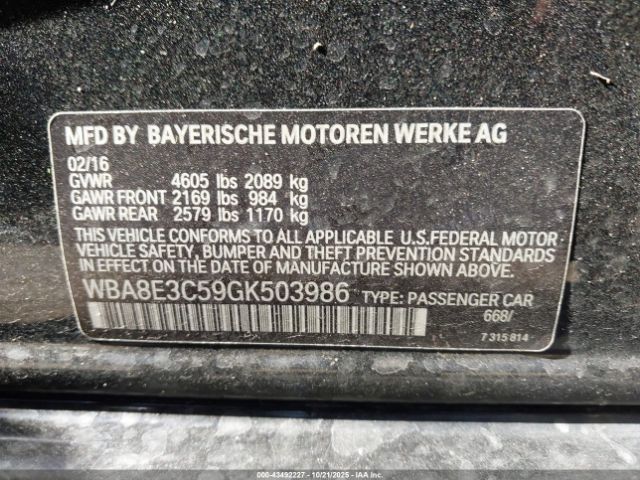 MFD BY BAYERISCHE MOTOREN WERKE AG
02/16
GVWR 4605 lbs 2089 kg
GAWR FRONT 2169 lbs 984 kg
GAWR REAR 2579 lbs 1170 kg
THIS VEHICLE CONFORMS TO ALL APPLICABLE U.S.FEDERAL MOTOR
VEHICLE SAFETY, BUMPER AND THEFT PREVENTION STANDARDS
IN EFFECT ON THE DATE OF MANUFACTURE SHOWN ABOVE.
WBA8E3C59GK503986 TYPE: PASSENGER CAR
668/
7 315 814
000-43492227 - 10/21/2025 - IAAI.COM